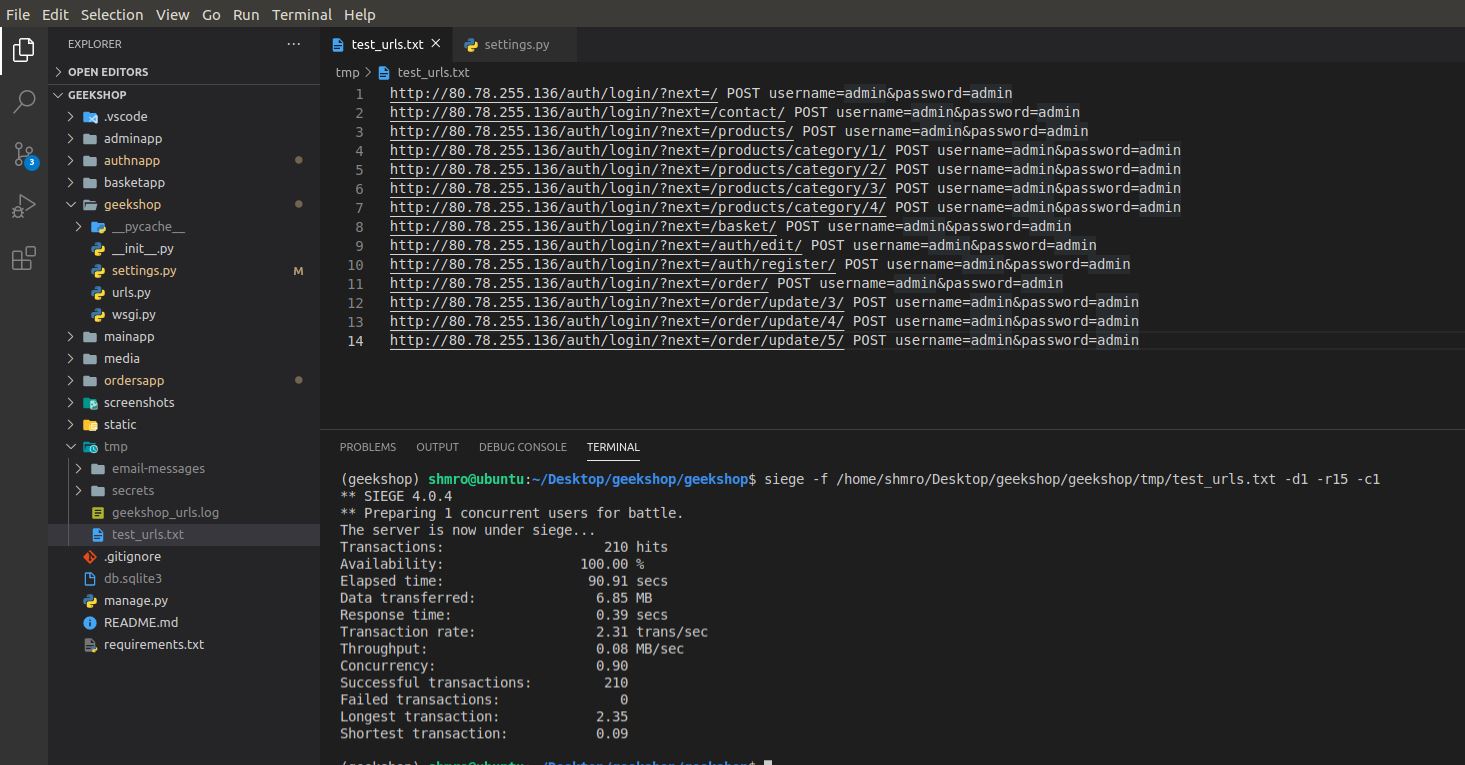 File Edit Selection View Go Run Terminal Help
EXPLORER ...
OPEN EDITORS
GEEKSHOP
.vscode
adminapp
authnapp
basketapp
geekshop
__pycache__
__init__.py
settings.py M
urls.py
wsgi.py
mainapp
media
ordersapp
screenshots
static
tmp
email-messages
secrets
geekshop_urls.log
test_urls.txt
.gitignore
db.sqlite3
manage.py
README.md
requirements.txt
3
test_urls.txt settings.py
tmp > test_urls.txt
1 http://80.78.255.136/auth/login/?next=/ POST username=admin&password=admin
2 http://80.78.255.136/auth/login/?next=/contact/ POST username=admin&password=admin
3 http://80.78.255.136/auth/login/?next=/products/ POST username=admin&password=admin
4 http://80.78.255.136/auth/login/?next=/products/category/1/ POST username=admin&password=admin
5 http://80.78.255.136/auth/login/?next=/products/category/2/ POST username=admin&password=admin
6 http://80.78.255.136/auth/login/?next=/products/category/3/ POST username=admin&password=admin
7 http://80.78.255.136/auth/login/?next=/products/category/4/ POST username=admin&password=admin
8 http://80.78.255.136/auth/login/?next=/basket/ POST username=admin&password=admin
9 http://80.78.255.136/auth/login/?next=/auth/edit/ POST username=admin&password=admin
10 http://80.78.255.136/auth/login/?next=/auth/register/ POST username=admin&password=admin
11 http://80.78.255.136/auth/login/?next=/order/ POST username=admin&password=admin
12 http://80.78.255.136/auth/login/?next=/order/update/3/ POST username=admin&password=admin
13 http://80.78.255.136/auth/login/?next=/order/update/4/ POST username=admin&password=admin
14 http://80.78.255.136/auth/login/?next=/order/update/5/ POST username=admin&password=admin
PROBLEMS OUTPUT DEBUG CONSOLE TERMINAL
(geekshop) shmro@ubuntu:~/Desktop/geekshop/geekshop$ siege -f /home/shmro/Desktop/geekshop/geekshop/tmp/test_urls.txt -d1 -r15 -c1
** SIEGE 4.0.4
** Preparing 1 concurrent users for battle.
The server is now under siege...
Transactions: 210 hits
Availability: 100.00 %
Elapsed time: 90.91 secs
Data transferred: 6.85 MB
Response time: 0.39 secs
Transaction rate: 2.31 trans/sec
Throughput: 0.08 MB/sec
Concurrency: 0.90
Successful transactions: 210
Failed transactions: 0
Longest transaction: 2.35
Shortest transaction: 0.09
(geekshop) shmro@ubuntu:~/Desktop/geekshop/geekshop$